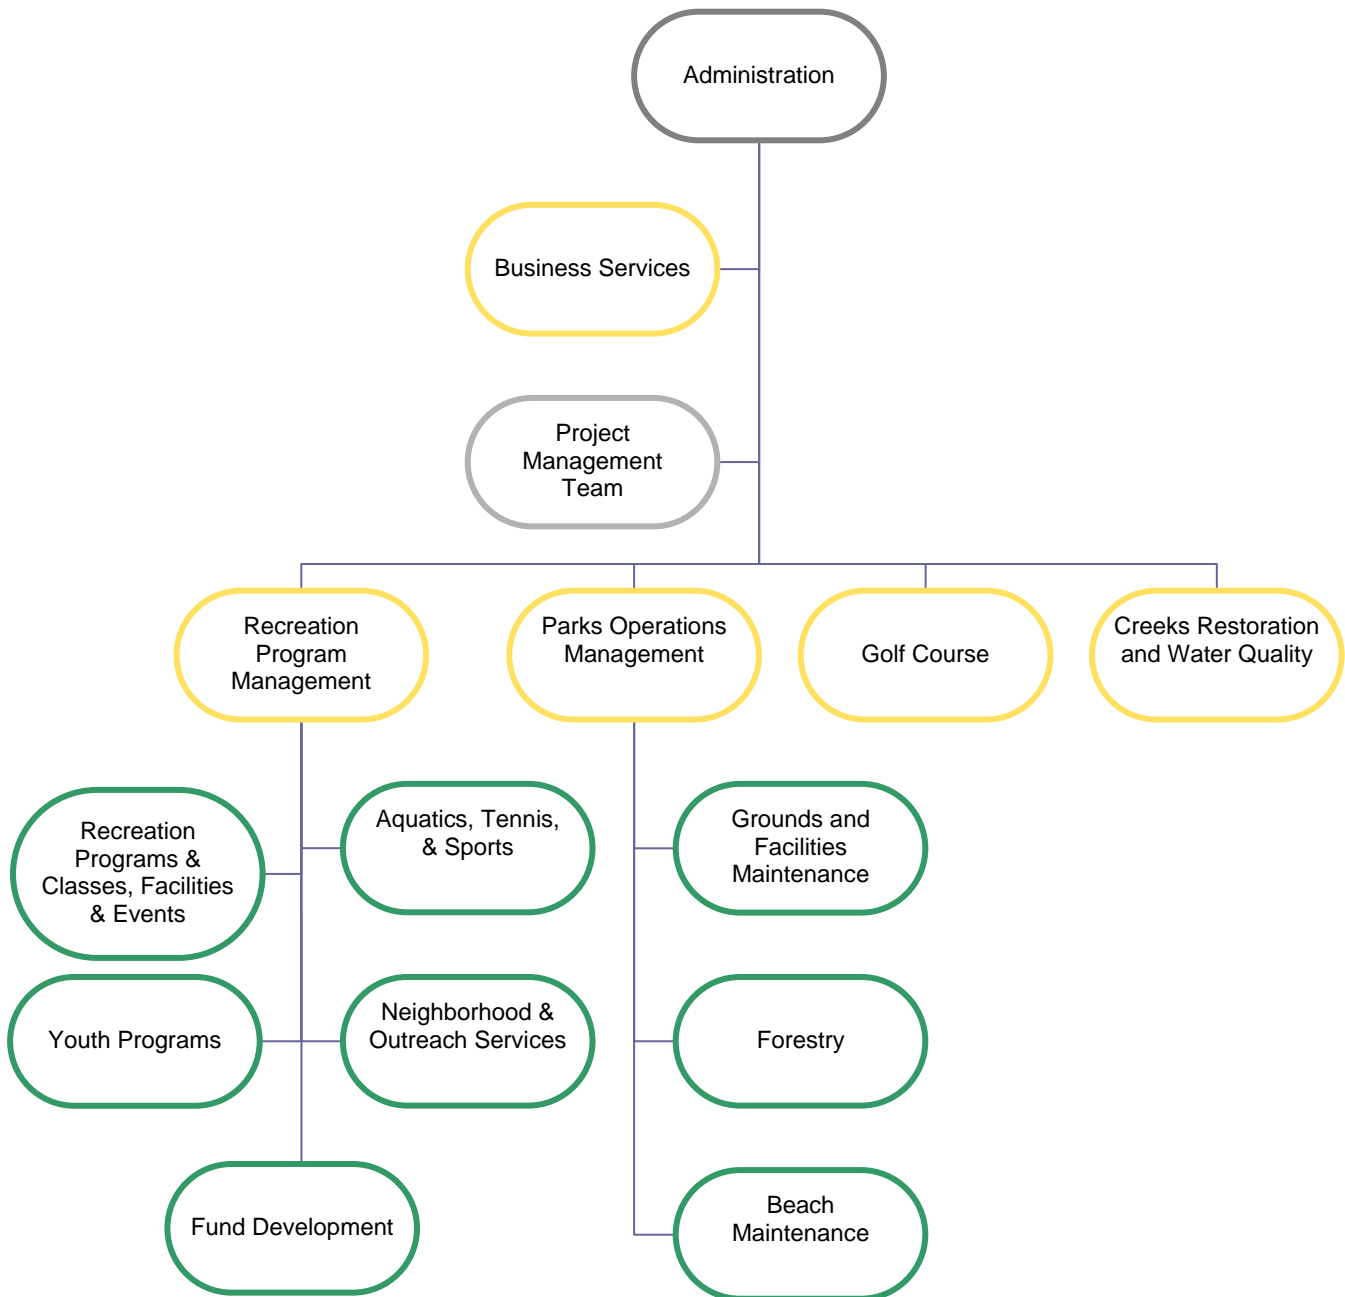 Administration
Business Services
Project
Management
Team
Recreation
Program
Management
Parks Operations
Management
Golf Course
Creeks Restoration
and Water Quality
Recreation
Programs &
Classes, Facilities
& Events
Aquatics, Tennis,
& Sports
Grounds and
Facilities
Maintenance
Youth Programs
Neighborhood &
Outreach Services
Forestry
Fund Development
Beach
Maintenance